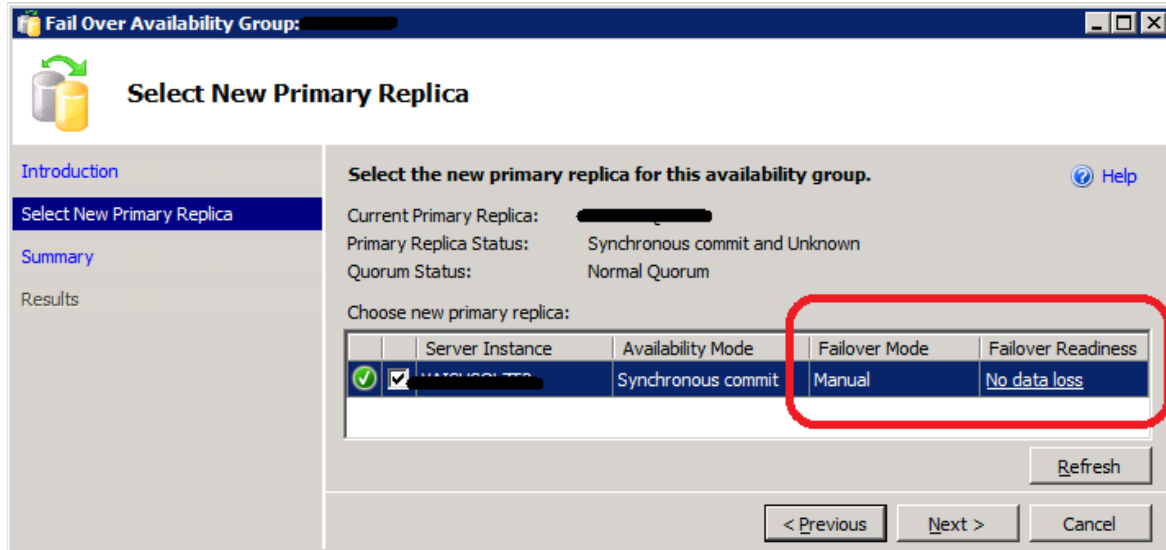 Fail Over Availability Group:
Select New Primary Replica
Introduction
Select New Primary Replica
Summary
Results
Select the new primary replica for this availability group.
Help
Current Primary Replica:
Primary Replica Status: Synchronous commit and Unknown
Quorum Status: Normal Quorum
Choose new primary replica:
Server Instance Availability Mode Failover Mode Failover Readiness
Synchronous commit Manual No data loss
Refresh
< Previous Next > Cancel